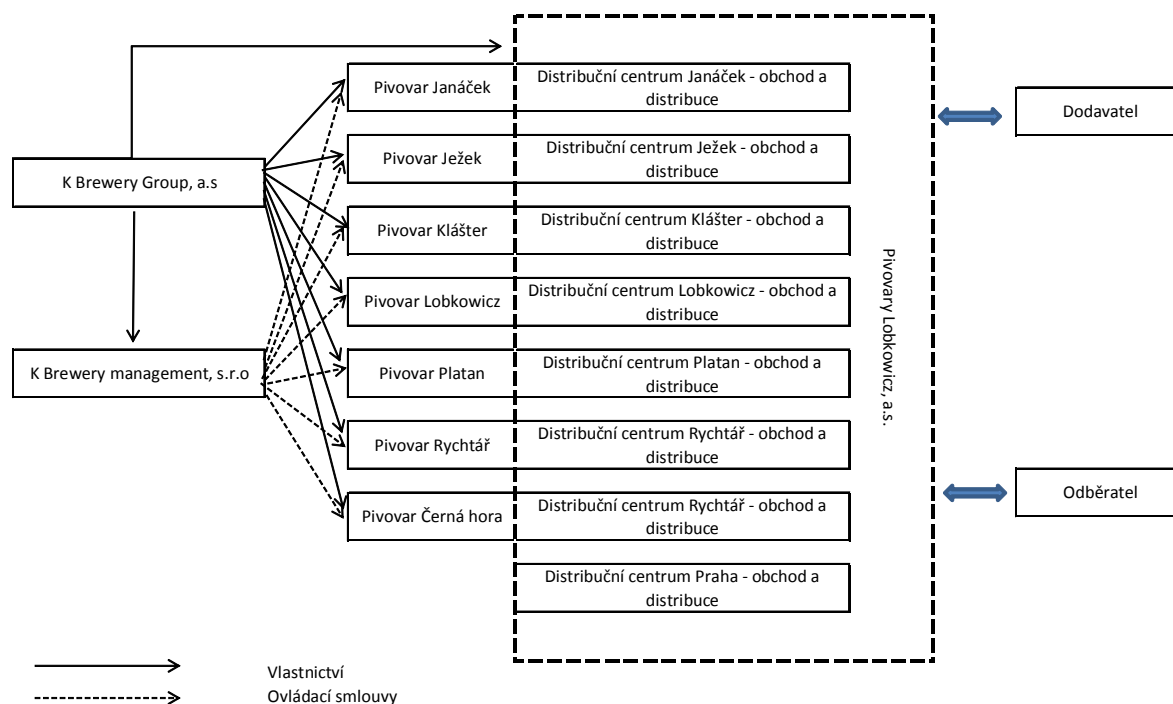 Pivovar Janáček
Distribuční centrum Janáček - obchod a
distribuce
Dodavatel
Pivovar Ježek
Distribuční centrum Ježek - obchod a
distribuce
K Brewery Group, a.s
Pivovar Klášter
Distribuční centrum Klášter - obchod a
distribuce
Pivovar Lobkowicz
Distribuční centrum Lobkowicz - obchod a
distribuce
Pivovary Lobkowicz, a.s.
K Brewery management, s.r.o
Pivovar Platan
Distribuční centrum Platan - obchod a
distribuce
Pivovar Rychtář
Distribuční centrum Rychtář - obchod a
distribuce
Odběratel
Pivovar Černá hora
Distribuční centrum Rychtář - obchod a
distribuce
Distribuční centrum Praha - obchod a
distribuce
Vlastnictví
Ovládací smlouvy